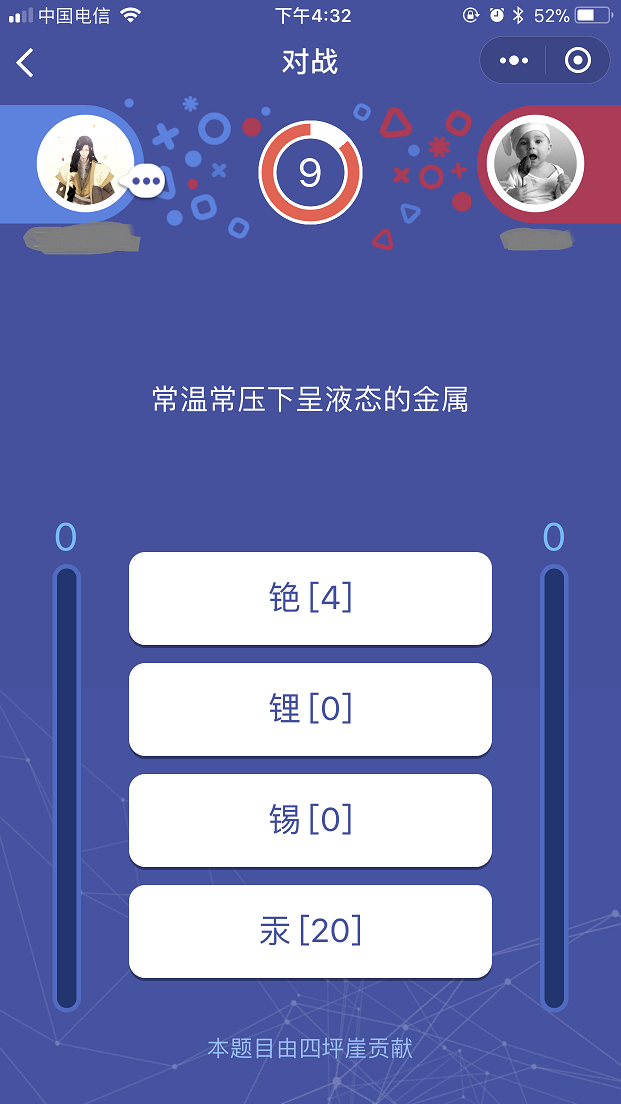 中国电信
下午4:32
52%
对战
9
常温常压下呈液态的金属
0
0
铯[4]
锂[0]
锡[0]
汞[20]
本题目由四坪崖贡献